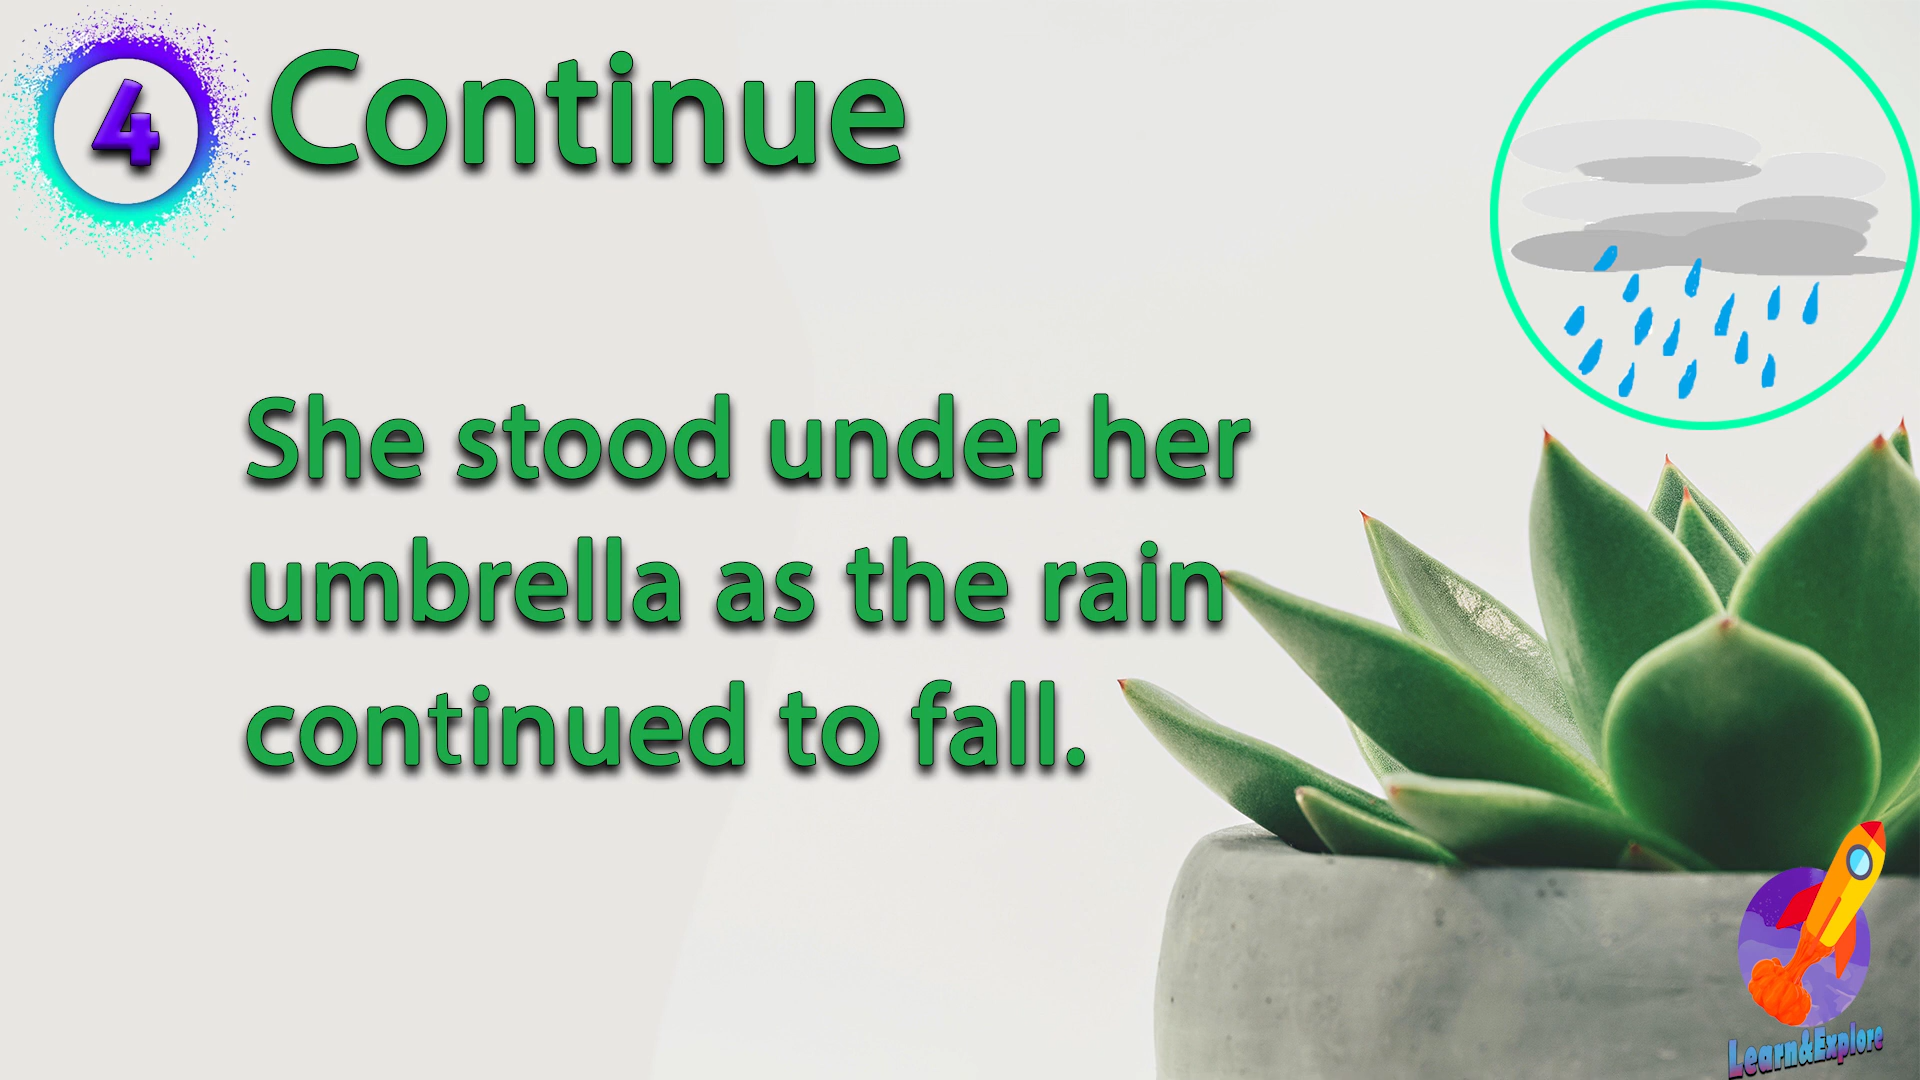 4
Continue
She stood under her
umbrella as the rain
continued to fall.
Learn&Explore